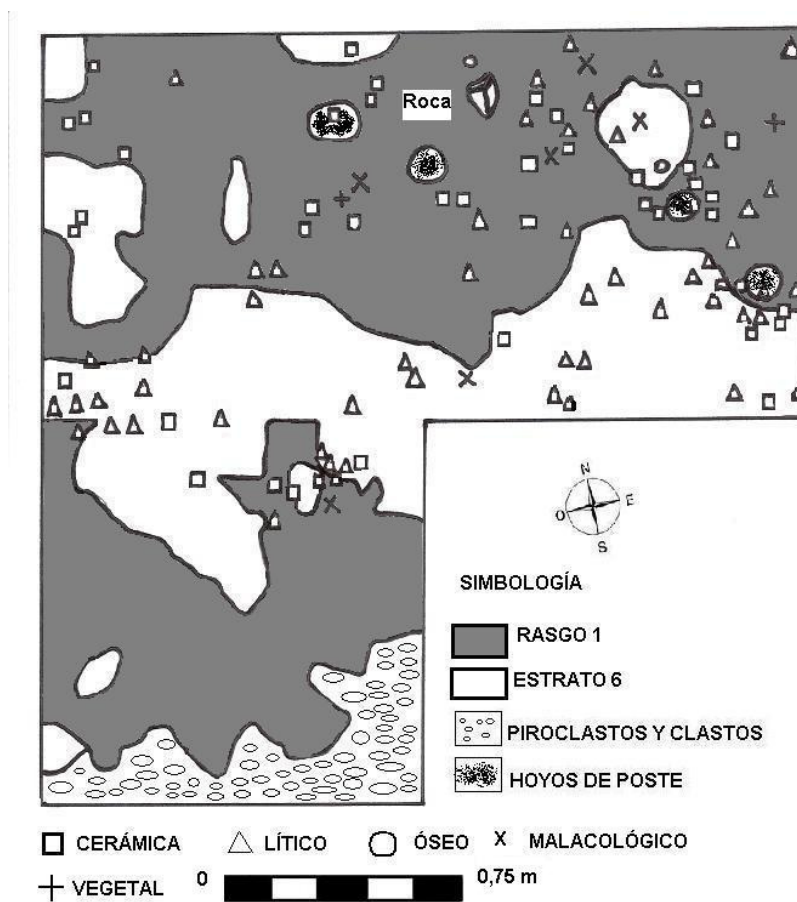 Roca
N
O E
S
SIMBOLOGÍA
RASGO 1
ESTRATO 6
PIROCLASTOS Y CLASTOS
HOYOS DE POSTE
CERÁMICA LÍTICO ÓSEO X MALACOLÓGICO
VEGETAL 0 0,75 m